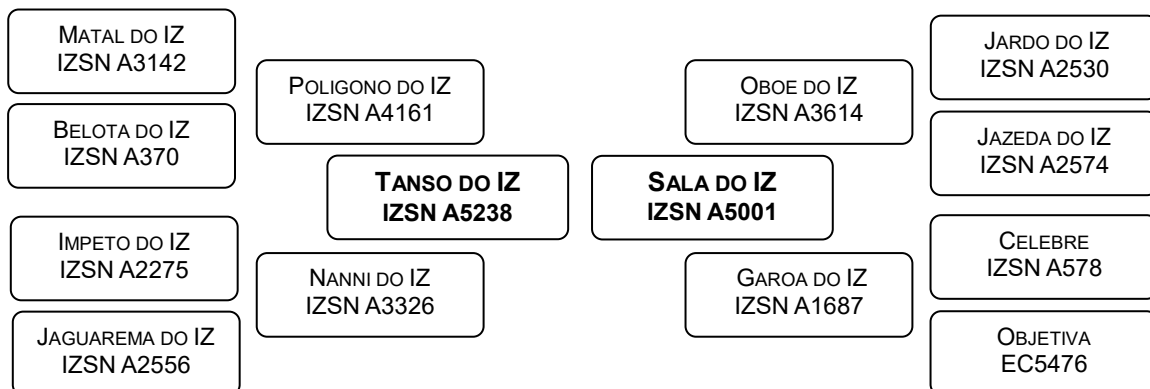 MATAL DO IZ
IZSN A3142
BELOTA DO IZ
IZSN A370
IMPETO DO IZ
IZSN A2275
JAGUAREMA DO IZ
IZSN A2556
POLIGONO DO IZ
IZSN A4161
NANNI DO IZ
IZSN A3326
TANSO DO IZ
IZSN A5238
SALA DO IZ
IZSN A5001
OBOE DO IZ
IZSN A3614
GAROA DO IZ
IZSN A1687
JARDO DO IZ
IZSN A2530
JAZEDA DO IZ
IZSN A2574
CELEBRE
IZSN A578
OBJETIVA
EC5476